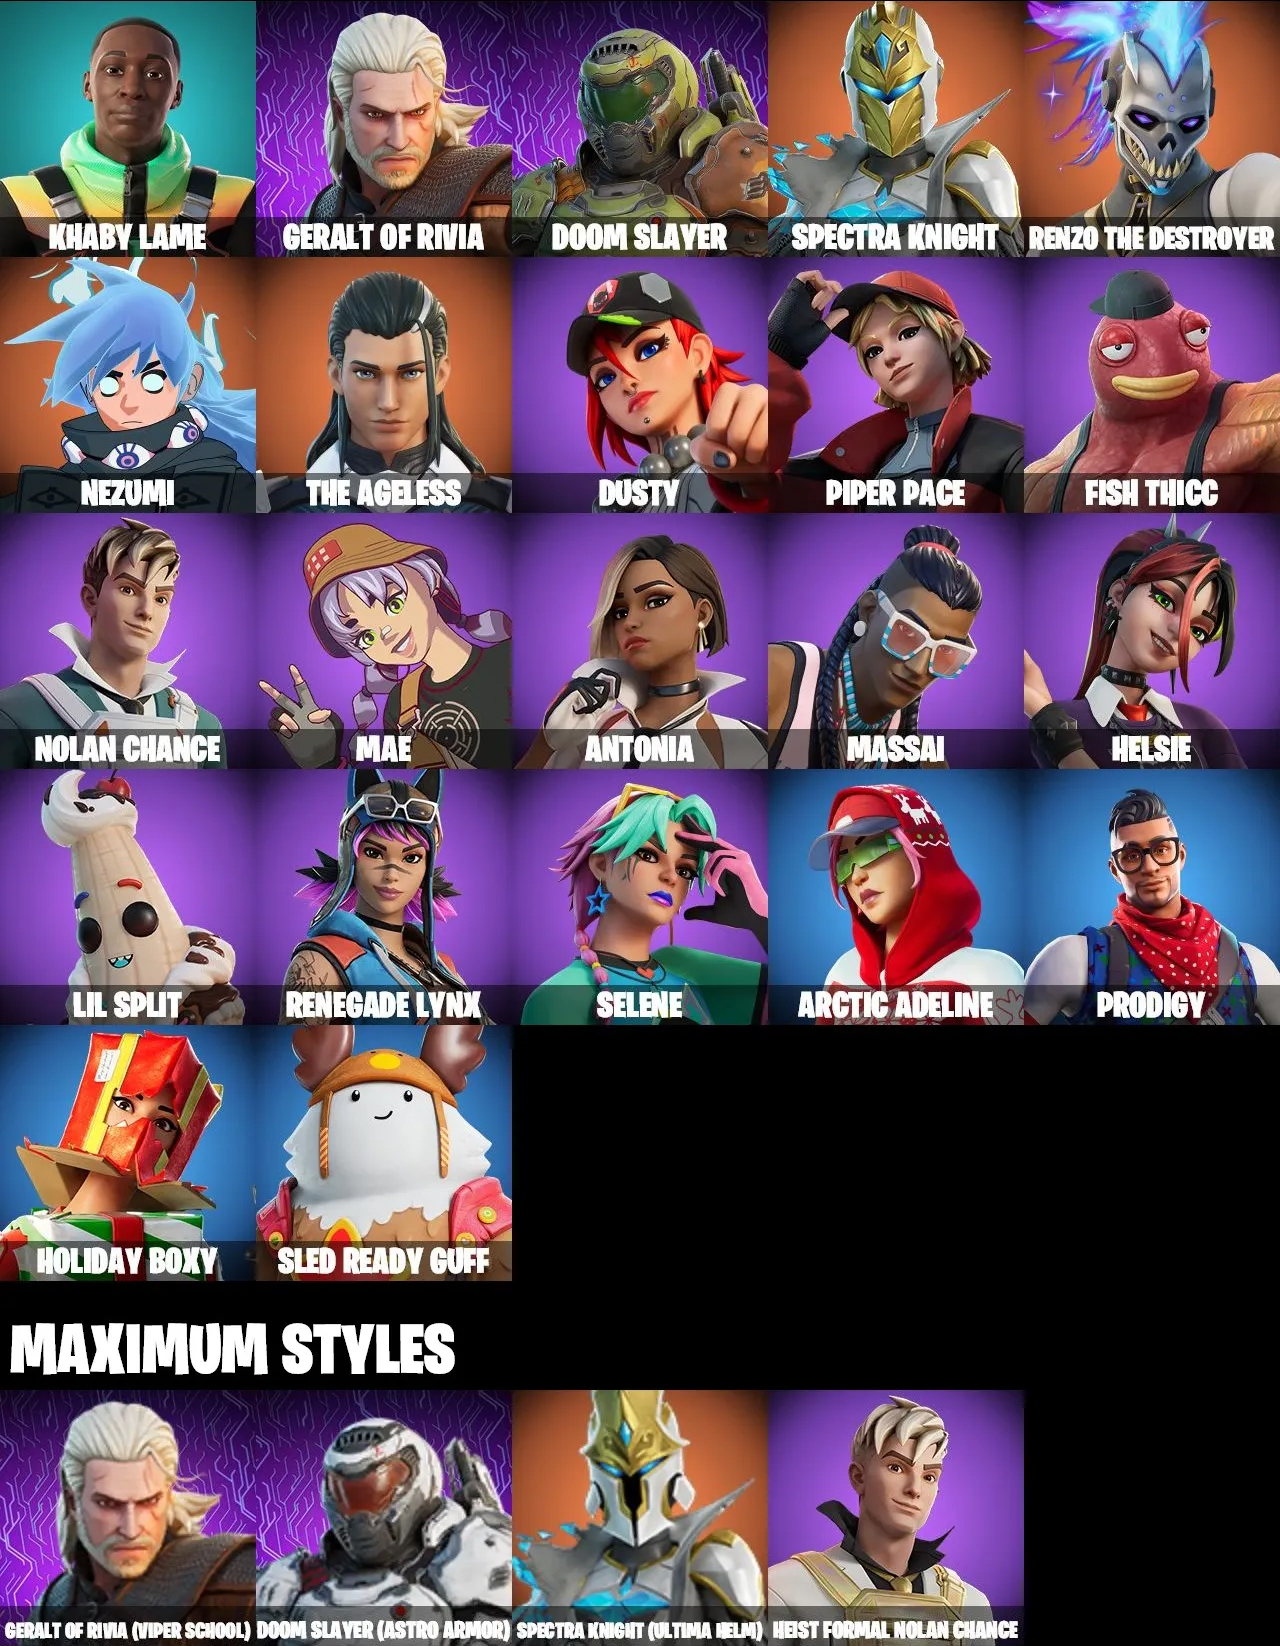 KHABY LAME
GERALT OF RIVIA
DOOM SLAYER
SPECTRA KNIGHT
RENZO THE DESTROYER
NEZUMI
THE AGELESS
DUSTY
PIPER PACE
FISH THICC
NOLAN CHANCE
MAE
ANTONIA
MASSAI
HELSIE
LIL SPLIT
RENEGADE LYNX
SELENE
ARCTIC ADELINE
PRODIGY
HOLIDAY BOXY
SLED READY GUFF
MAXIMUM STYLES
GERALT OF RIVIA (VIPER SCHOOL)
DOOM SLAYER (ASTRO ARMOR)
SPECTRA KNIGHT (ULTIMA HELM)
HEIST FORMAL NOLAN CHANCE